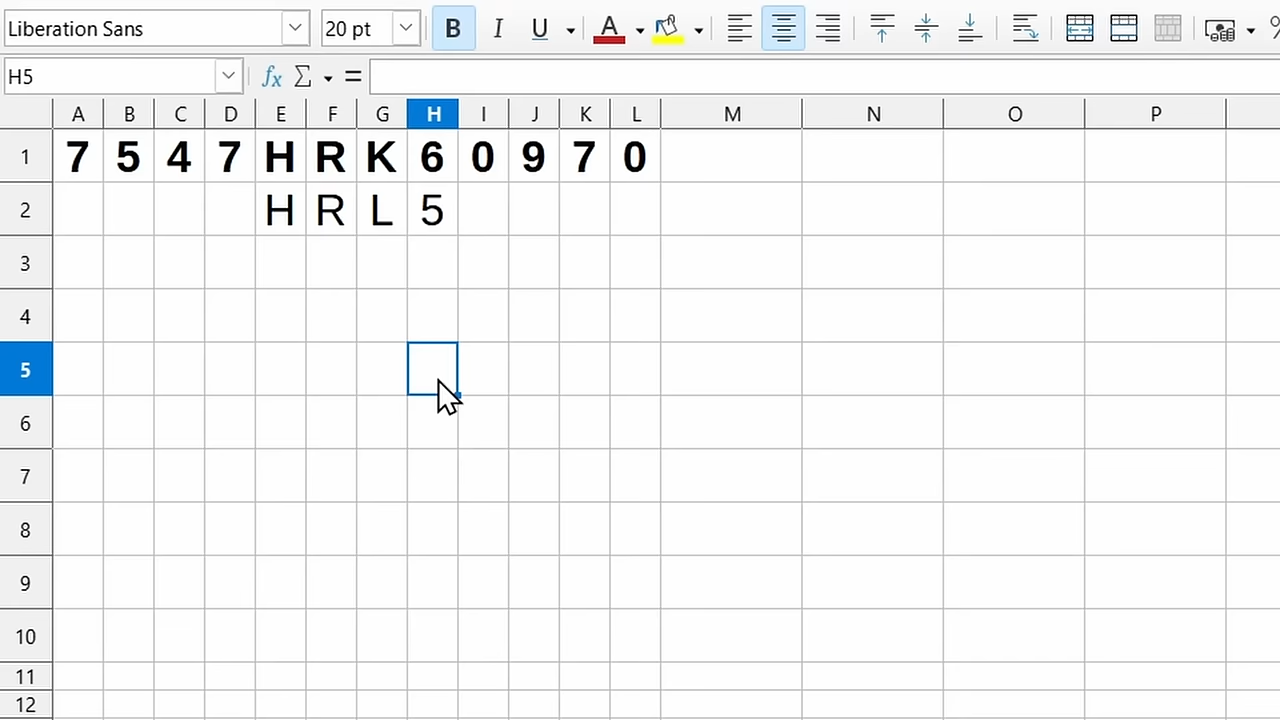 Liberation Sans 20 pt B I U A %
H5 fx Σ =
A B C D E F G H I J K L M N O P
1 7 5 4 7 H R K 6 0 9 7 0
2 H R L 5
3
4
5
6
7
8
9
10
11
12